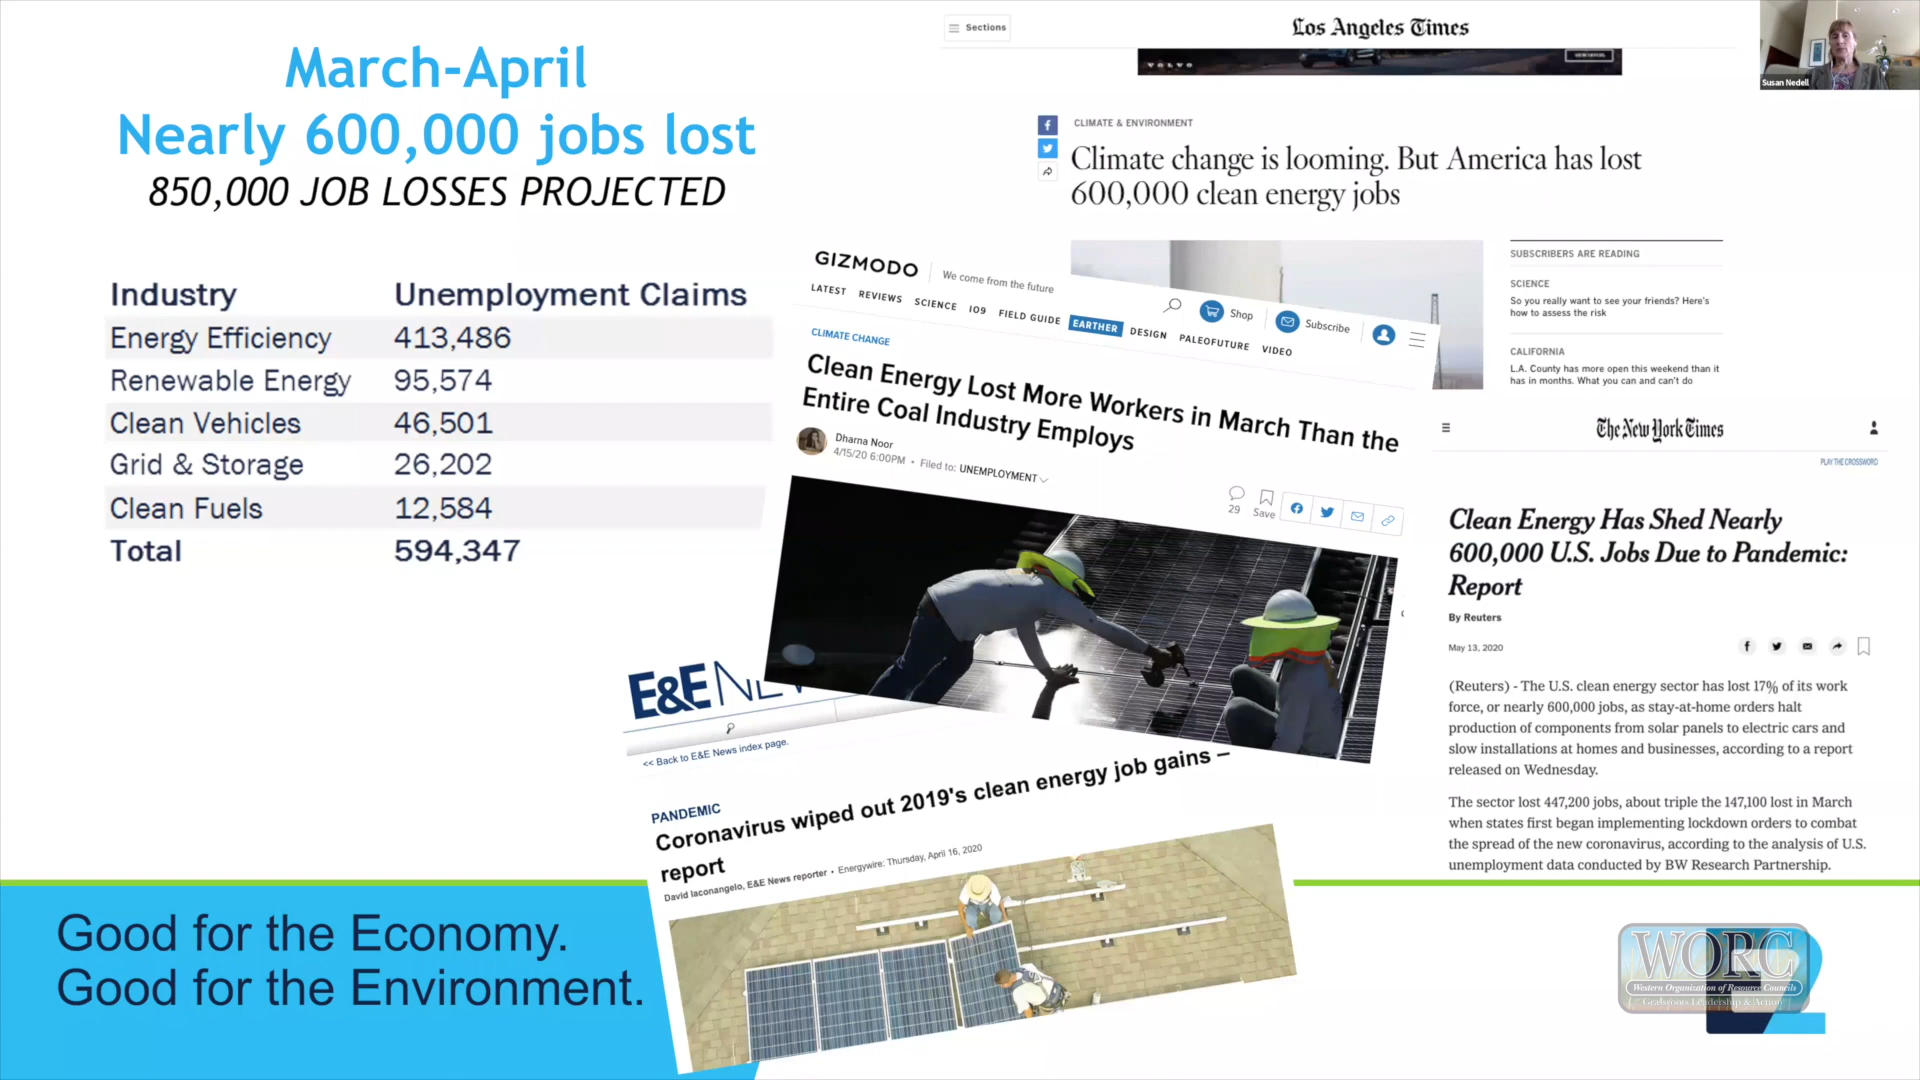 March-April
Nearly 600,000 jobs lost
850,000 JOB LOSSES PROJECTED
Industry Unemployment Claims
Energy Efficiency 413,486
Renewable Energy 95,574
Clean Vehicles 46,501
Grid & Storage 26,202
Clean Fuels 12,584
Total 594,347
Sections
Los Angeles Times
VOLVO
Susan Nedell
CLIMATE & ENVIRONMENT
Climate change is looming. But America has lost
600,000 clean energy jobs
SUBSCRIBERS ARE READING
SCIENCE
So you really want to see your friends? Here's
how to assess the risk
CALIFORNIA
L.A. County has more open this weekend than it
has in months. What you can and can't do
GIZMODO
We come from the future
Shop
Subscribe
LATEST REVIEWS SCIENCE IO9 FIELD GUIDE EARTHER DESIGN PALEOFUTURE VIDEO
CLIMATE CHANGE
Clean Energy Lost More Workers in March Than the
Entire Coal Industry Employs
Dharna Noor
4/15/20 6:00PM • Filed to: UNEMPLOYMENT
29 Save
The New York Times
PLAY THE CROSSWORD
Clean Energy Has Shed Nearly
600,000 U.S. Jobs Due to Pandemic:
Report
By Reuters
May 13, 2020
(Reuters) - The U.S. clean energy sector has lost 17% of its work
force, or nearly 600,000 jobs, as stay-at-home orders halt
production of components from solar panels to electric cars and
slow installations at homes and businesses, according to a report
released on Wednesday.
The sector lost 447,200 jobs, about triple the 147,100 lost in March
when states first began implementing lockdown orders to combat
the spread of the new coronavirus, according to the analysis of U.S.
unemployment data conducted by BW Research Partnership.
E&E
<< Back to E&E News index page.
PANDEMIC
Coronavirus wiped out 2019's clean energy job gains –
report
David Iaconangelo, E&E News reporter • Energywire: Thursday, April 16, 2020
Good for the Economy.
Good for the Environment.
WORC
Western Organization of Resource Councils
Grassroots Leadership & Action